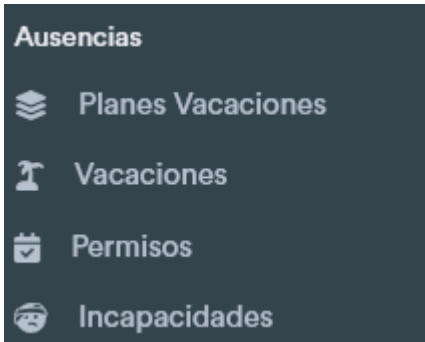 Ausencias
Planes Vacaciones
Vacaciones
Permisos
Incapacidades